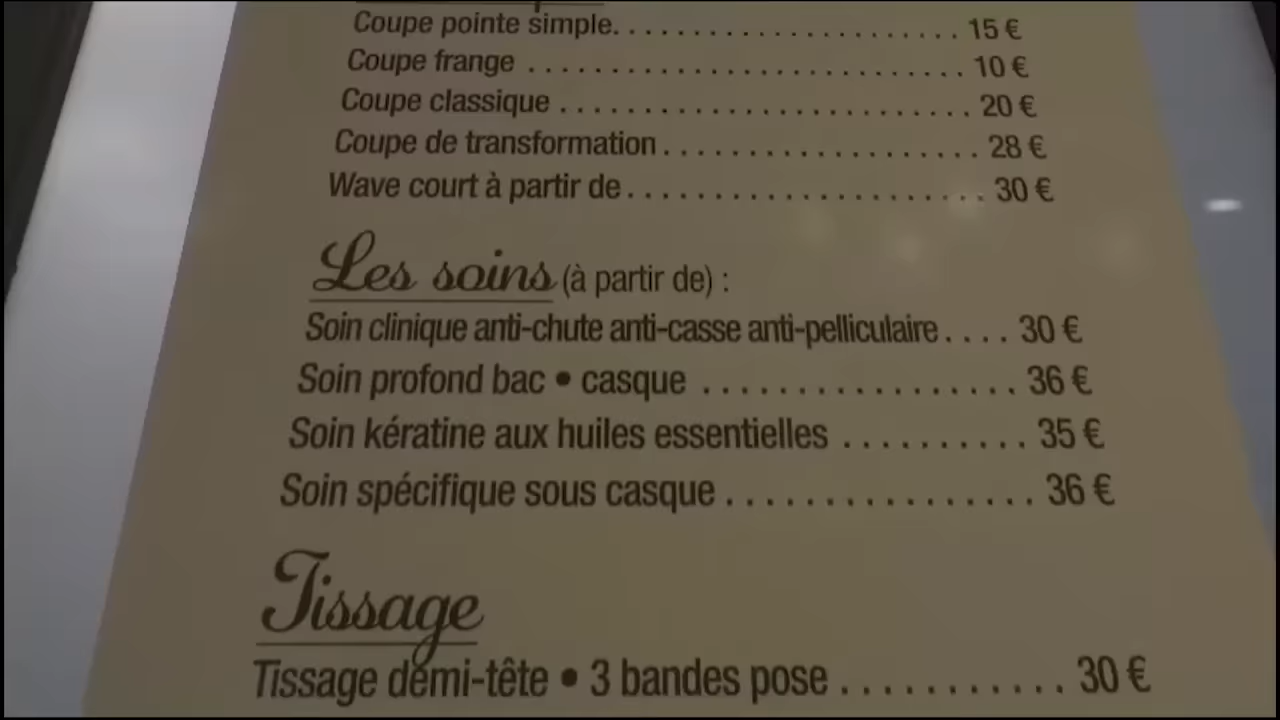 Coupe pointe simple. . . . . . . . . . . . . . . . . . . . . . . . . 15 €
Coupe frange . . . . . . . . . . . . . . . . . . . . . . . . . . . 10 €
Coupe classique . . . . . . . . . . . . . . . . . . . . . . . . . 20 €
Coupe de transformation . . . . . . . . . . . . . . . . . . . 28 €
Wave court à partir de . . . . . . . . . . . . . . . . . . . . . 30 €
Les soins (à partir de) :
Soin clinique anti-chute anti-casse anti-pelliculaire . . . . 30 €
Soin profond bac • casque . . . . . . . . . . . . . . . . 36 €
Soin kératine aux huiles essentielles . . . . . . . . . . 35 €
Soin spécifique sous casque . . . . . . . . . . . . . . . . 36 €
Tissage
Tissage demi-tête • 3 bandes pose . . . . . . . . . . . 30 €